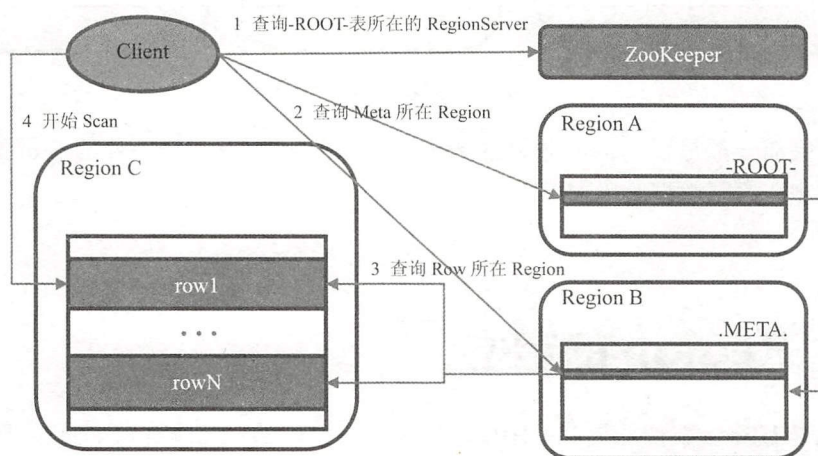 1 查询-ROOT-表所在的 RegionServer
Client
ZooKeeper
4 开始 Scan
2 查询 Meta 所在 Region
Region A
-ROOT-
Region C
row1
3 查询 Row 所在 Region
Region B
.META.
...
rowN